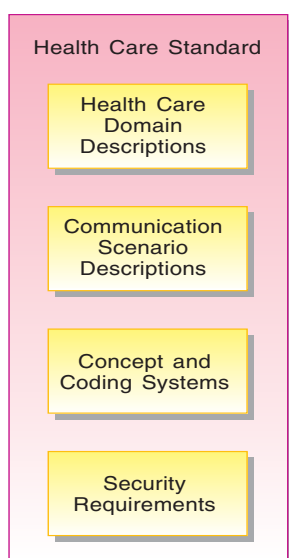 Health Care Standard
Health Care
Domain
Descriptions
Communication
Scenario
Descriptions
Concept and
Coding Systems
Security
Requirements